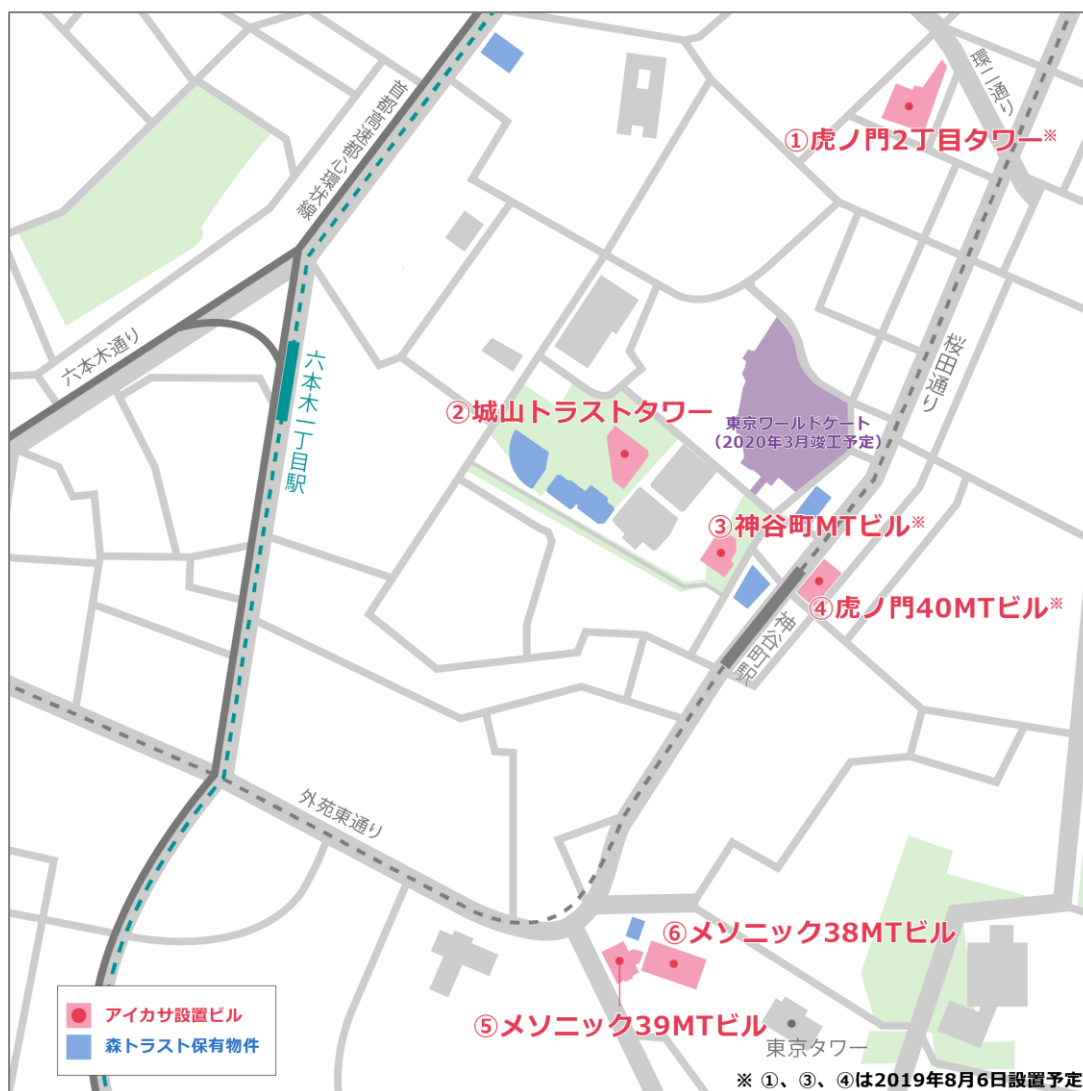 環二通り
①虎ノ門2丁目タワー※
首都高速都心環状線
六本木通り
桜田通り
六本木一丁目駅
②城山トラストタワー
東京ワールドゲート
（2020年3月竣工予定）
③神谷町MTビル※
④虎ノ門40MTビル※
神谷町駅
外苑東通り
⑥メソニック38MTビル
⑤メソニック39MTビル
東京タワー
アイカサ設置ビル
森トラスト保有物件
※ ①、③、④は2019年8月6日設置予定